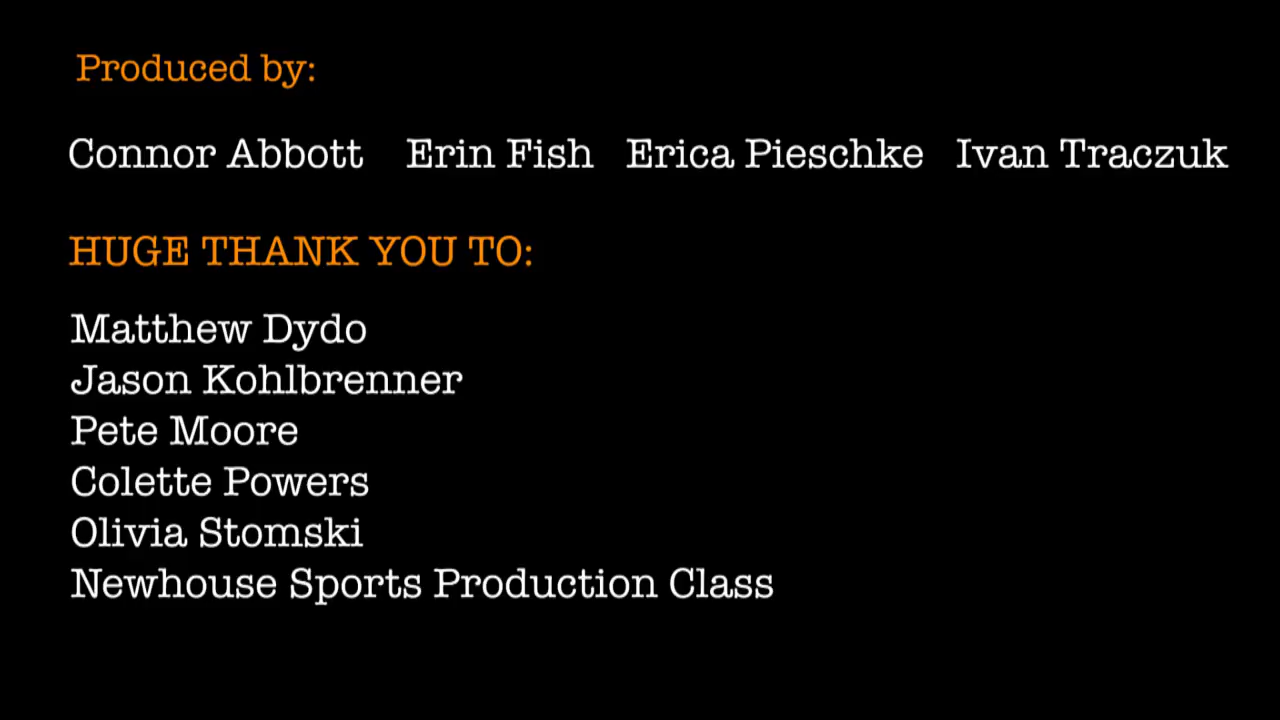 Produced by:
Connor Abbott Erin Fish Erica Pieschke Ivan Traczuk
HUGE THANK YOU TO:
Matthew Dydo
Jason Kohlbrenner
Pete Moore
Colette Powers
Olivia Stomski
Newhouse Sports Production Class